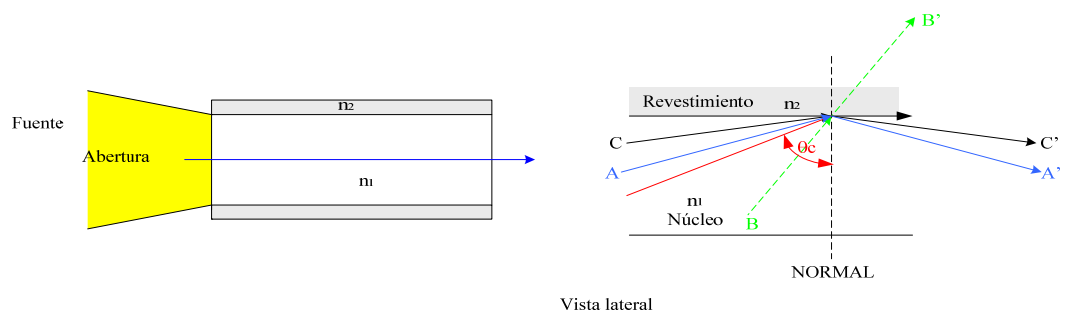 Fuente
Abertura
n2
n1
Revestimiento n2
B'
C
C'
A
A'
θc
n1
Núcleo
B
NORMAL
Vista lateral